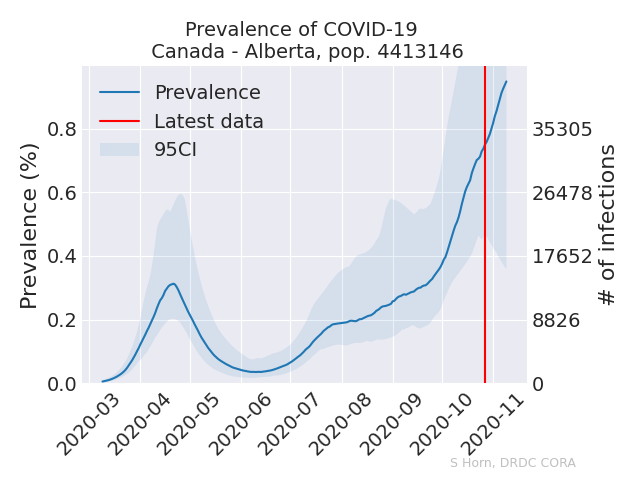 Prevalence of COVID-19
Canada - Alberta, pop. 4413146
Prevalence
Latest data
95CI
Prevalence (%)
0.8
0.6
0.4
0.2
0.0
35305
26478
17652
8826
0
# of infections
2020-03
2020-04
2020-05
2020-06
2020-07
2020-08
2020-09
2020-10
2020-11
S Horn, DRDC CORA